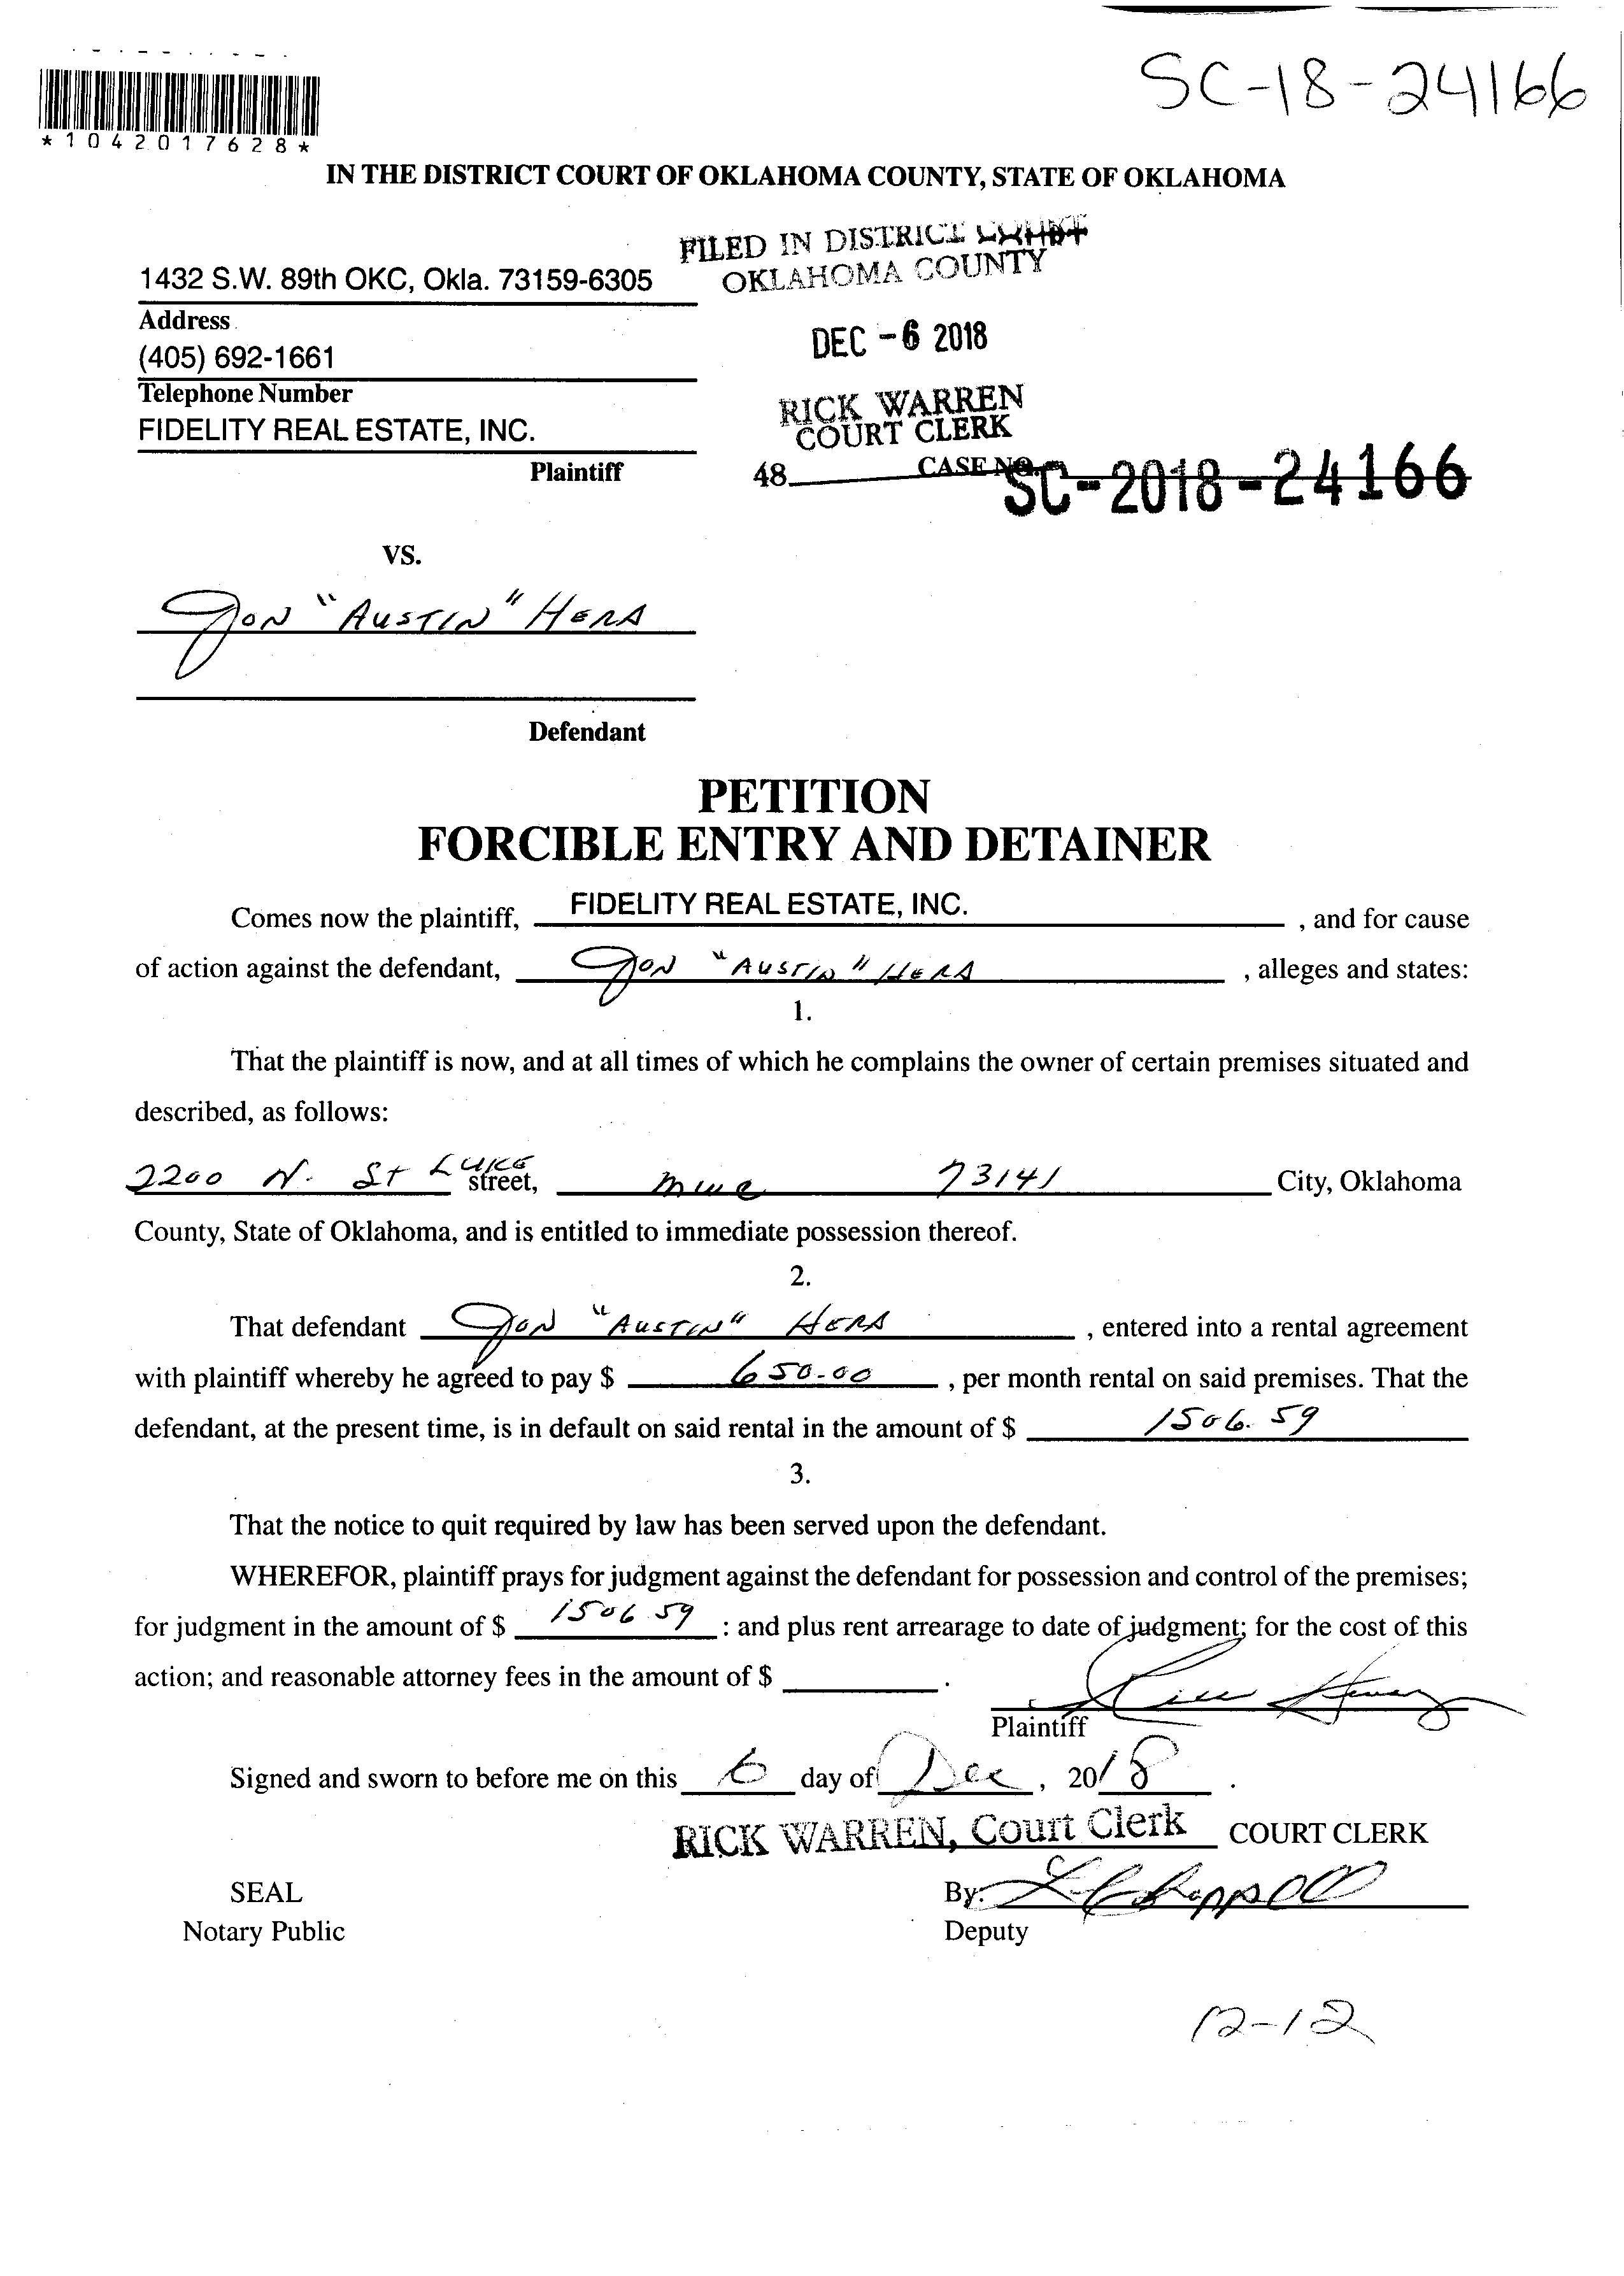 SC-18-24166
*1042017628*
IN THE DISTRICT COURT OF OKLAHOMA COUNTY, STATE OF OKLAHOMA
FILED IN DISTRICT COURT
OKLAHOMA COUNTY
1432 S.W. 89th OKC, Okla. 73159-6305
Address
DEC -6 2018
(405) 692-1661
Telephone Number
RICK WARREN
COURT CLERK
FIDELITY REAL ESTATE, INC.
Plaintiff
48 CASE NO. SC-2018-24166
VS.
JON "AUSTIN" HERA
Defendant
PETITION
FORCIBLE ENTRY AND DETAINER
Comes now the plaintiff, FIDELITY REAL ESTATE, INC. , and for cause
of action against the defendant, JON "AUSTIN" HERA , alleges and states:
1.
That the plaintiff is now, and at all times of which he complains the owner of certain premises situated and
described, as follows:
2200 N. St LUKE street, mwc 73141 City, Oklahoma
County, State of Oklahoma, and is entitled to immediate possession thereof.
2.
That defendant JON "AUSTIN" HERA , entered into a rental agreement
with plaintiff whereby he agreed to pay $ 650.00 , per month rental on said premises. That the
defendant, at the present time, is in default on said rental in the amount of $ 1506.59
3.
That the notice to quit required by law has been served upon the defendant.
WHEREFOR, plaintiff prays for judgment against the defendant for possession and control of the premises;
for judgment in the amount of $ 1506.59 : and plus rent arrearage to date of judgment; for the cost of this
action; and reasonable attorney fees in the amount of $ .
Plaintiff
Signed and sworn to before me on this 6 day of Dec , 2018 .
RICK WARREN, Court Clerk COURT CLERK
SEAL
By:
Notary Public
Deputy
12-12